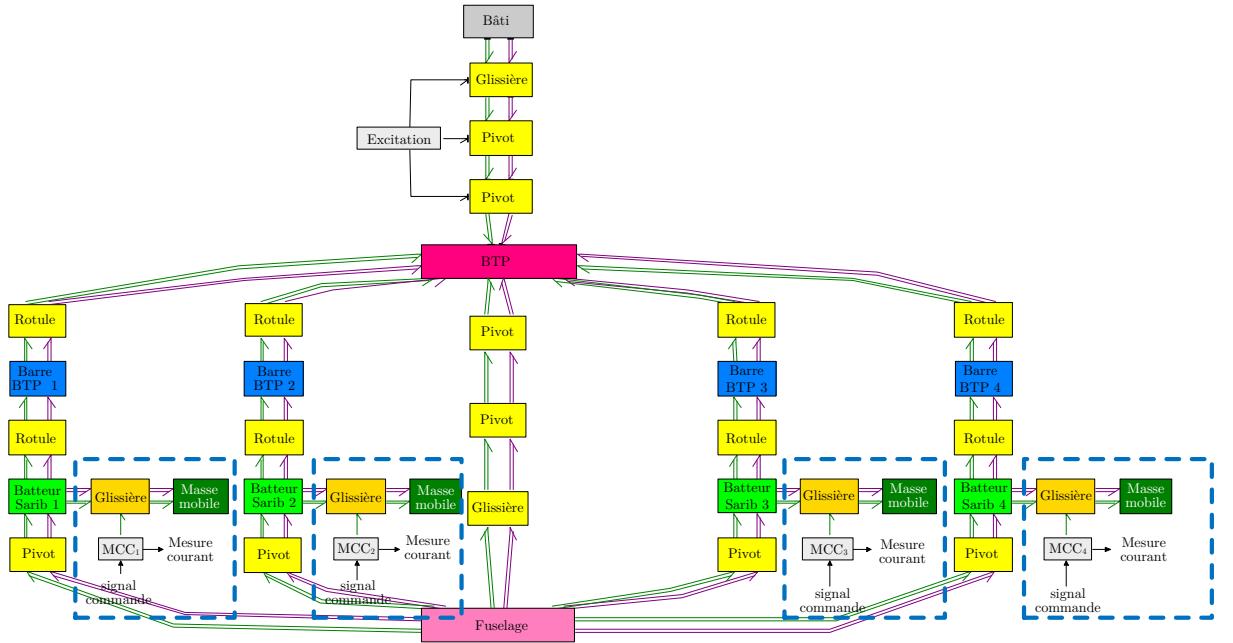 Bâti
Glissière
Excitation
Pivot
Pivot
BTP
Rotule
Rotule
Pivot
Rotule
Rotule
Barre
BTP 1
Barre
BTP 2
Barre
BTP 3
Barre
BTP 4
Rotule
Rotule
Pivot
Rotule
Rotule
Batteur
Sarib 1
Glissière
Masse
mobile
Batteur
Sarib 2
Glissière
Masse
mobile
Glissière
Batteur
Sarib 3
Glissière
Masse
mobile
Batteur
Sarib 4
Glissière
Masse
mobile
Pivot
MCC₁
Mesure
courant
Pivot
MCC₂
Mesure
courant
Pivot
MCC₃
Mesure
courant
Pivot
MCC₄
Mesure
courant
signal
commande
signal
commande
signal
commande
signal
commande
Fuselage